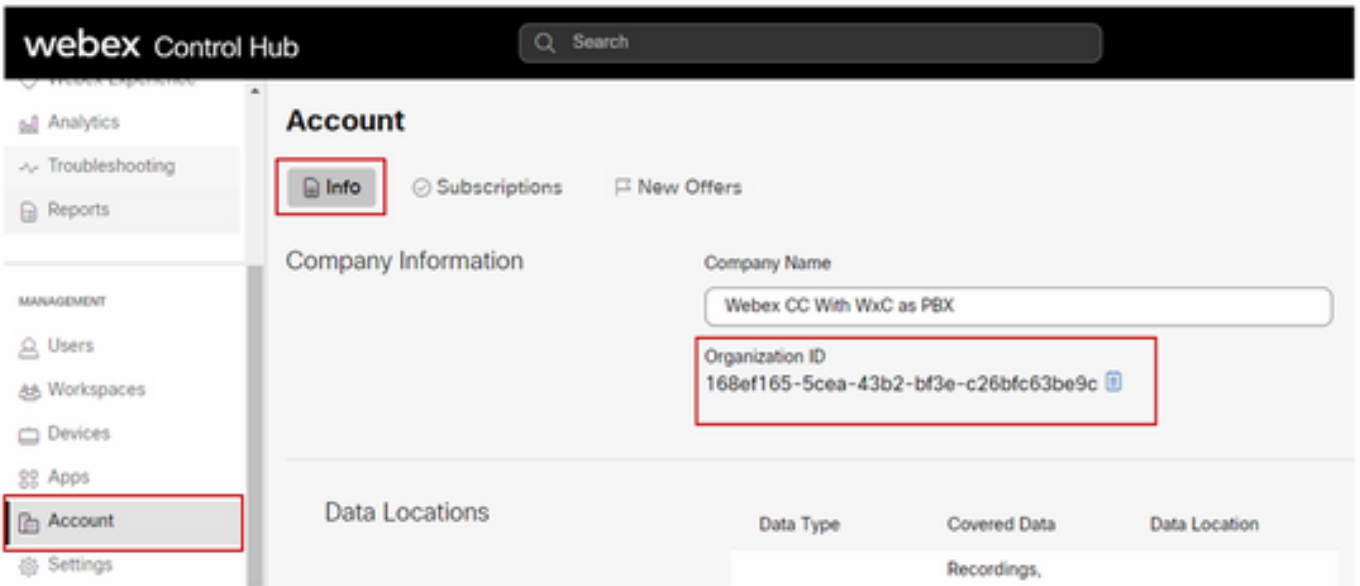 webex Control Hub
Search
Webex Experience
Analytics
Troubleshooting
Reports
MANAGEMENT
Users
Workspaces
Devices
Apps
Account
Settings
Account
Info
Subscriptions
New Offers
Company Information
Company Name
Webex CC With WxC as PBX
Organization ID
168ef165-5cea-43b2-bf3e-c26bfc63be9c
Data Locations
Data Type
Covered Data
Data Location
Recordings,